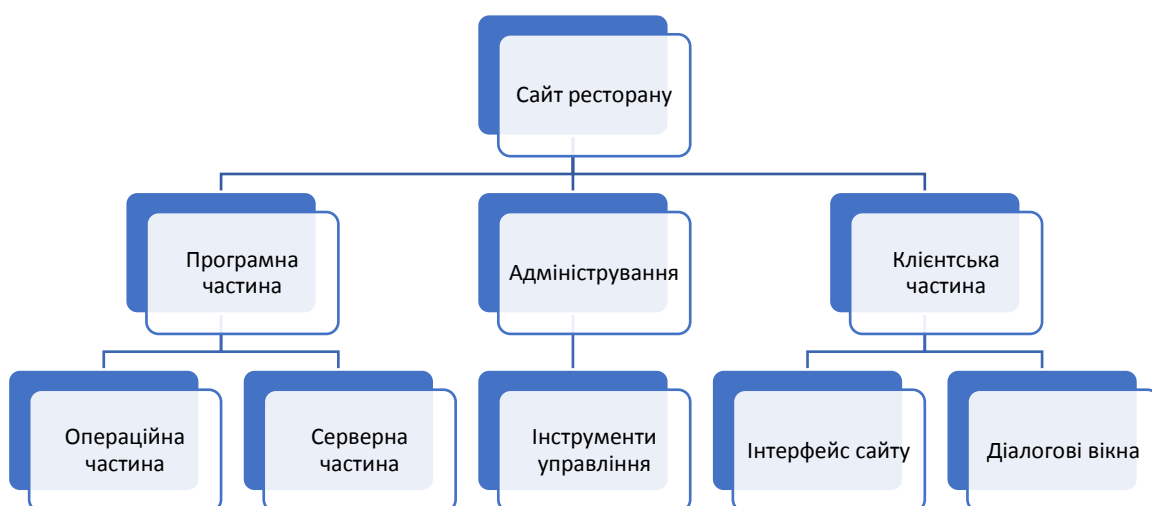 Сайт ресторану
Програмна
частина
Адміністрування
Клієнтська
частина
Операційна
частина
Серверна
частина
Інструменти
управління
Інтерфейс сайту
Діалогові вікна